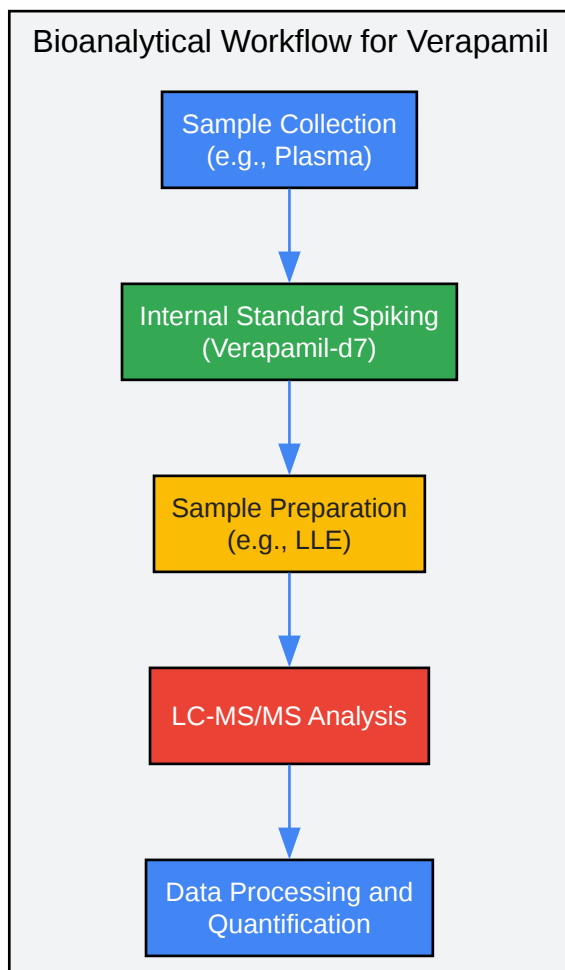 Bioanalytical Workflow for Verapamil
Sample Collection
(e.g., Plasma)
Internal Standard Spiking
(Verapamil-d7)
Sample Preparation
(e.g., LLE)
LC-MS/MS Analysis
Data Processing and
Quantification